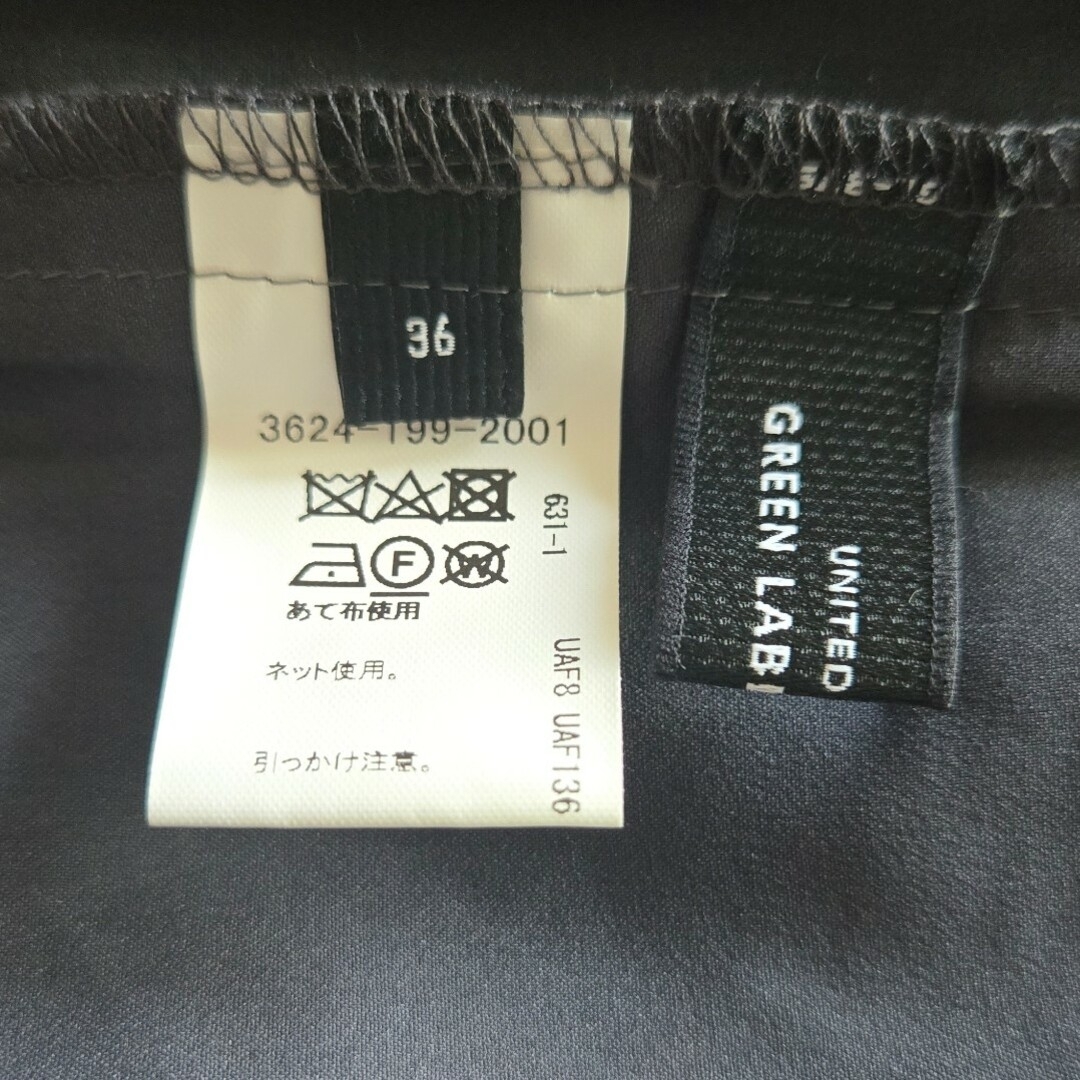 36
3624-199-2001
631-1
F
W
あて布使用
ネット使用。
引っかけ注意。
UAF8 UAF136
GREEN
UNITED